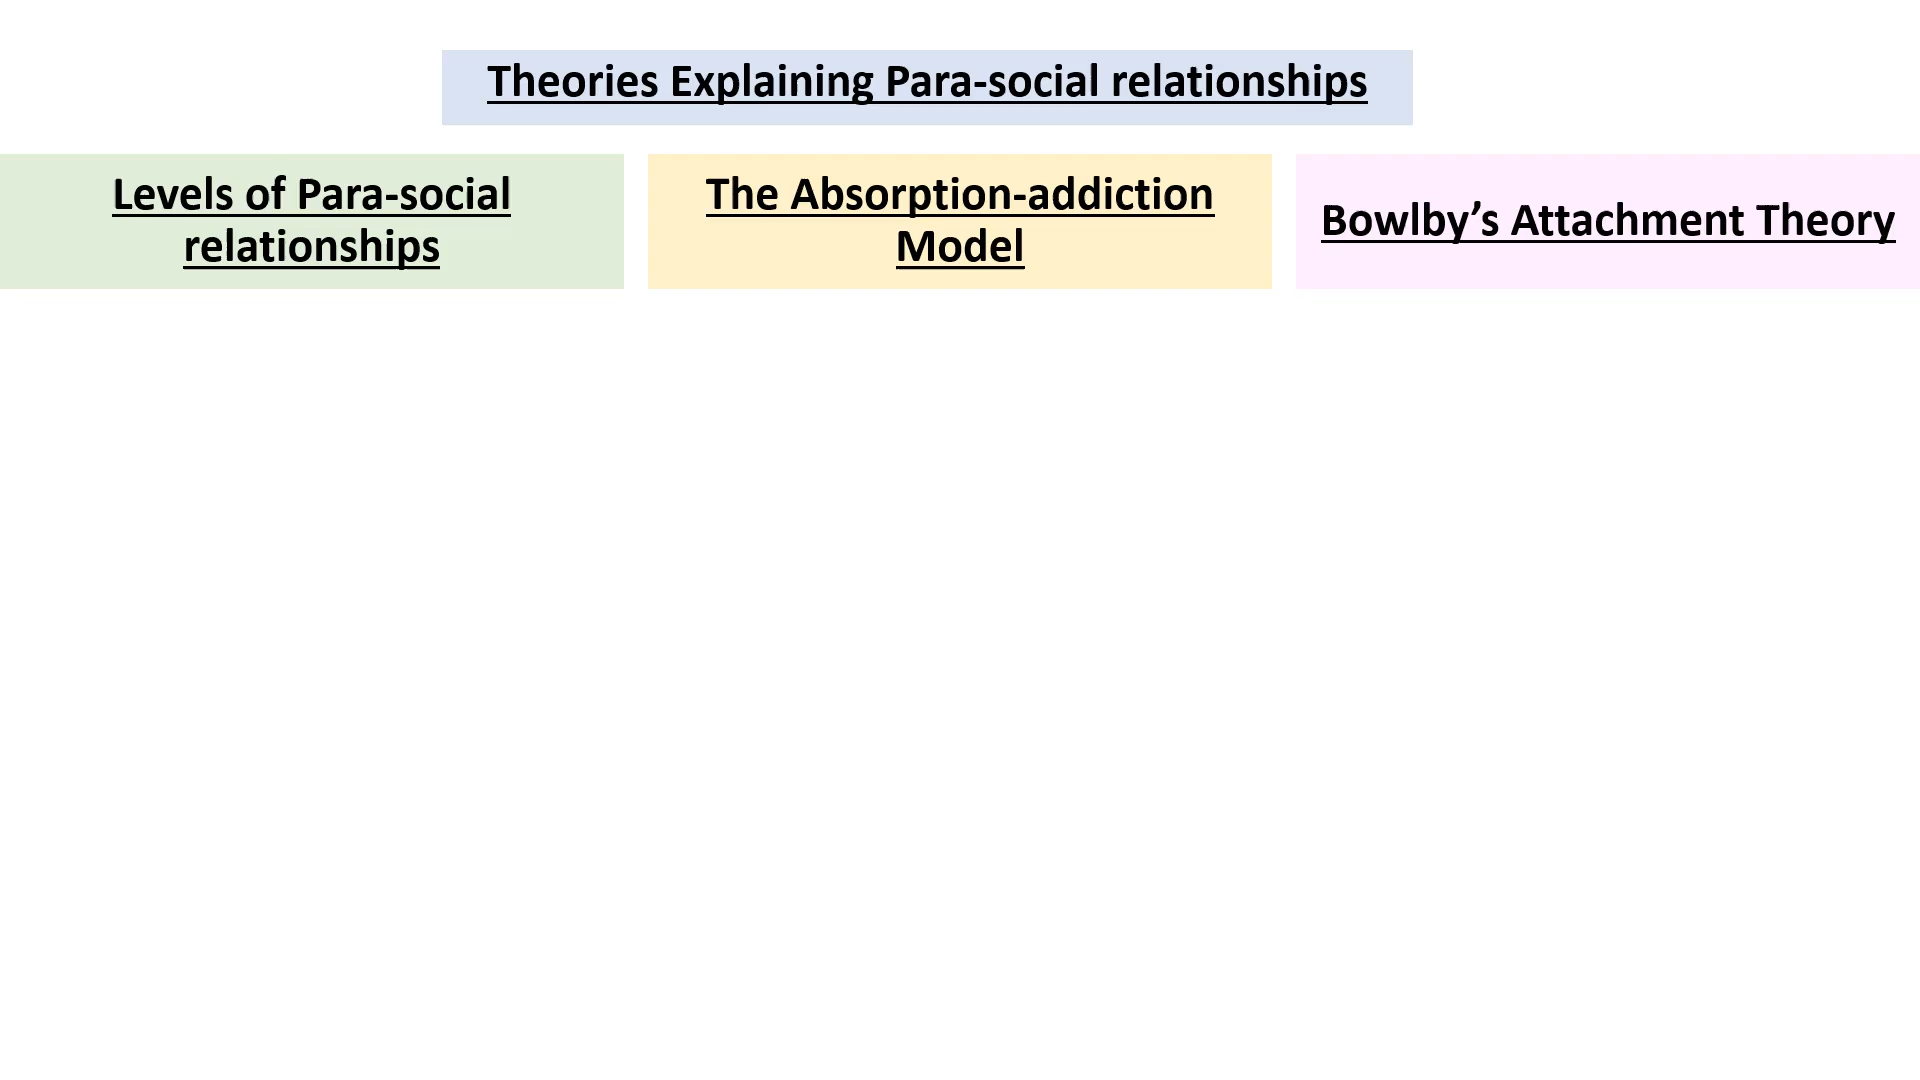 Theories Explaining Para-social relationships
Levels of Para-social
relationships
The Absorption-addiction
Model
Bowlby’s Attachment Theory